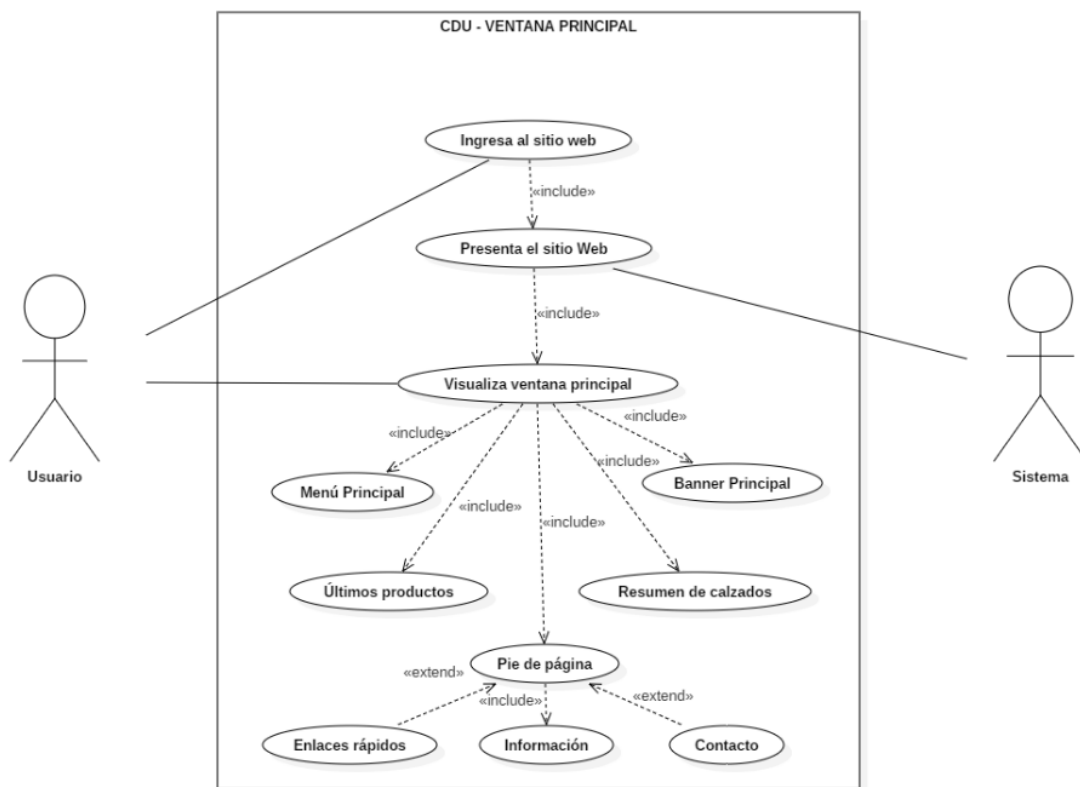 CDU - VENTANA PRINCIPAL
Ingresa al sitio web
«include»
Presenta el sitio Web
«include»
Visualiza ventana principal
«include»
«include»
Menú Principal
«include»
Banner Principal
Usuario
Sistema
«include»
«include»
Últimos productos
Resumen de calzados
Pie de página
«extend»
«include»
«extend»
Enlaces rápidos
Información
Contacto